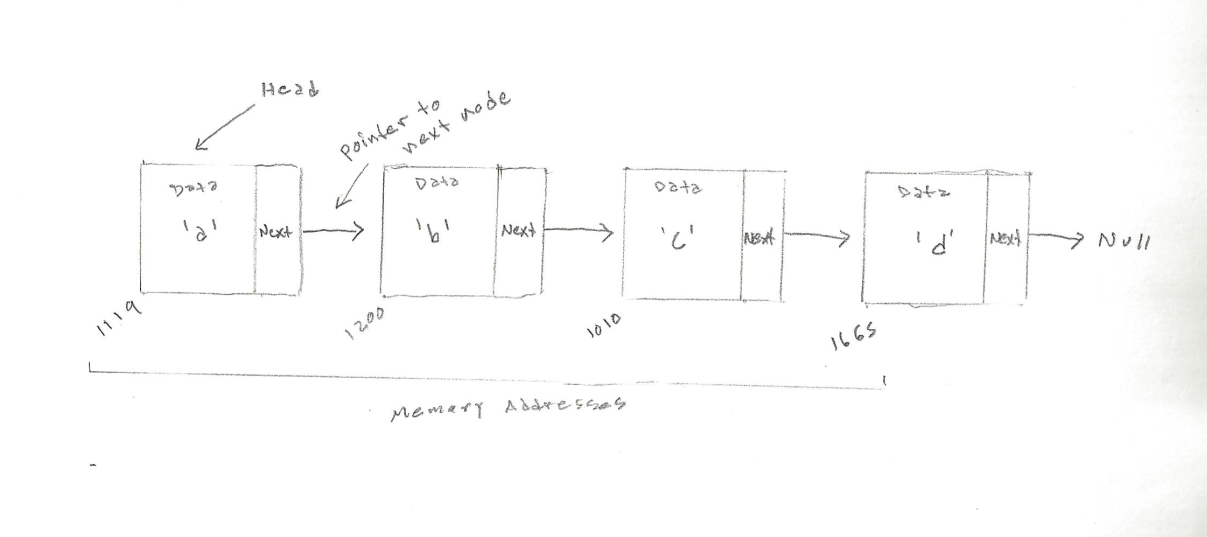 Head
pointer to
next node
Data
'a'
Next
Data
'b'
Next
Data
'c'
Next
Data
'd'
Next
Null
1119
1200
1010
1665
Memory Addresses